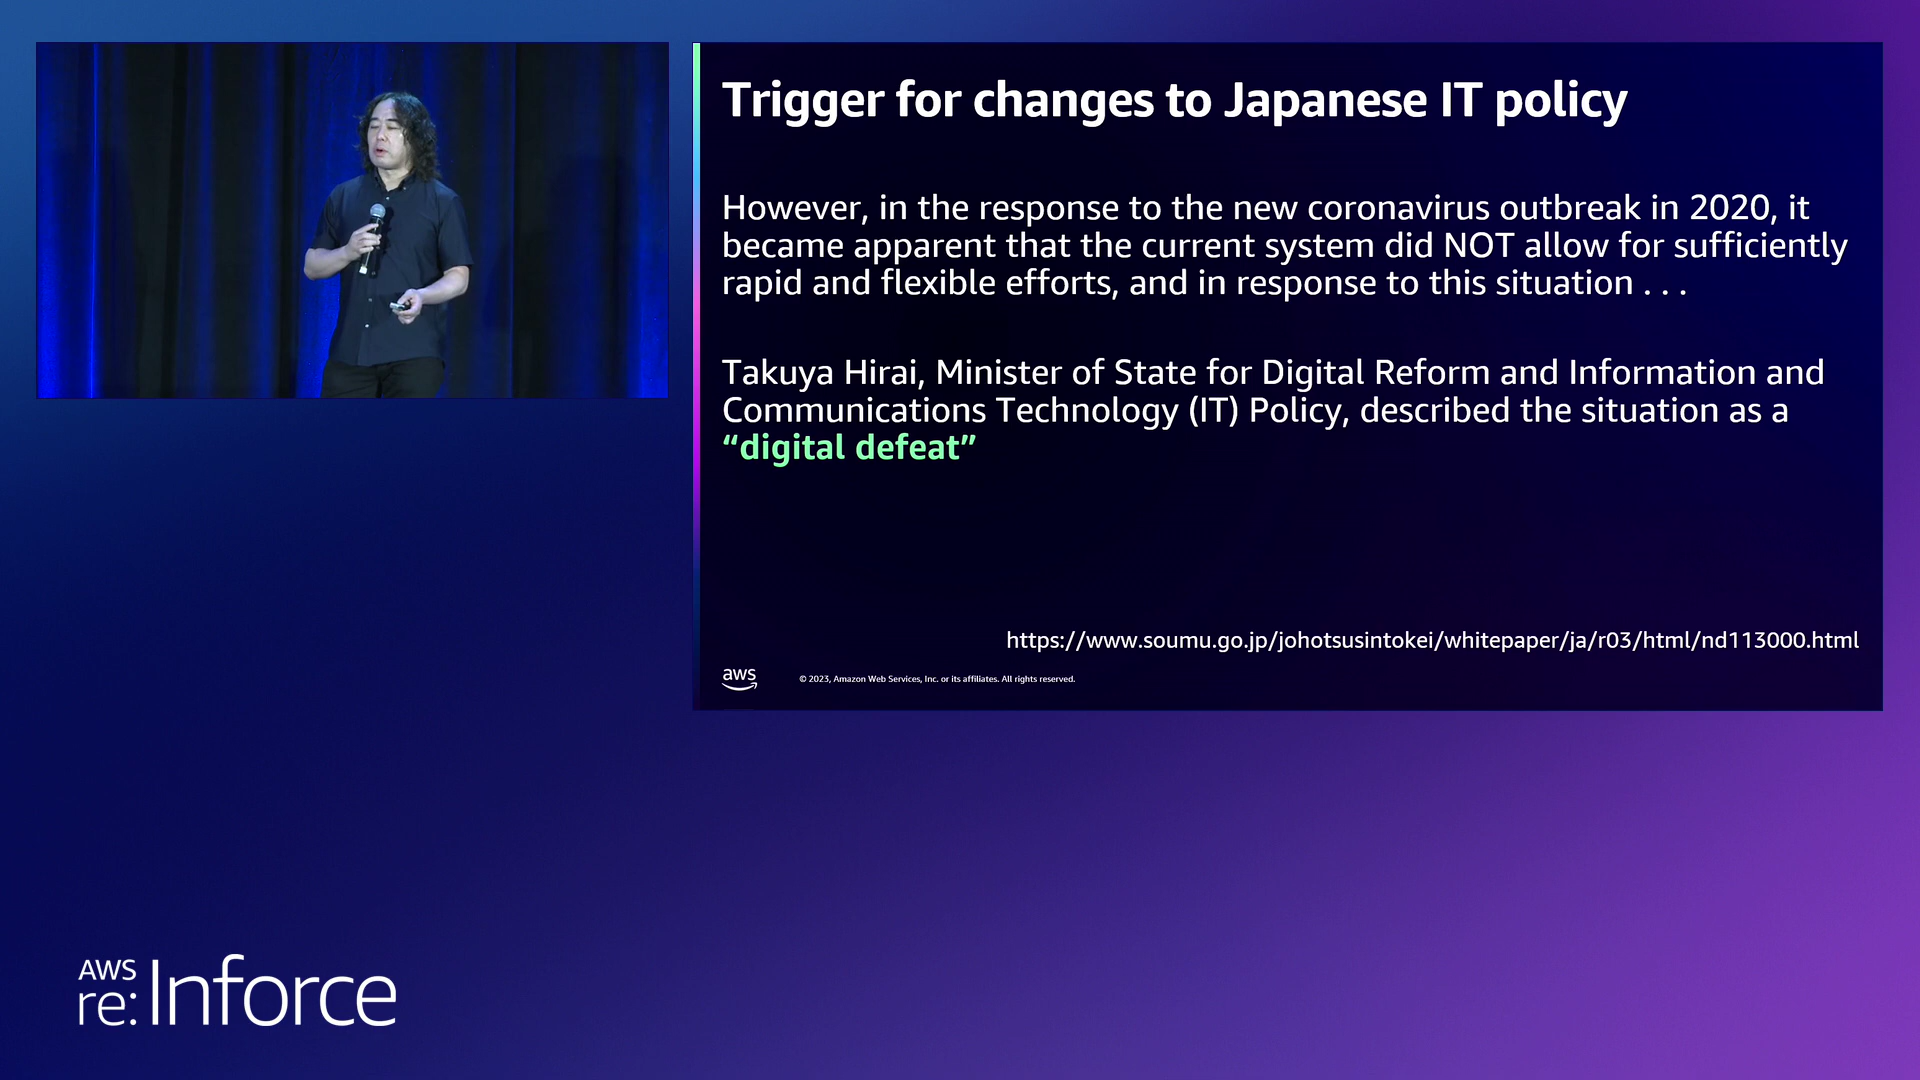 Trigger for changes to Japanese IT policy
However, in the response to the new coronavirus outbreak in 2020, it
became apparent that the current system did NOT allow for sufficiently
rapid and flexible efforts, and in response to this situation . . .
Takuya Hirai, Minister of State for Digital Reform and Information and
Communications Technology (IT) Policy, described the situation as a
“digital defeat”
https://www.soumu.go.jp/johotsusintokei/whitepaper/ja/r03/html/nd113000.html
aws
© 2023, Amazon Web Services, Inc. or its affiliates. All rights reserved.
AWS
re:Inforce